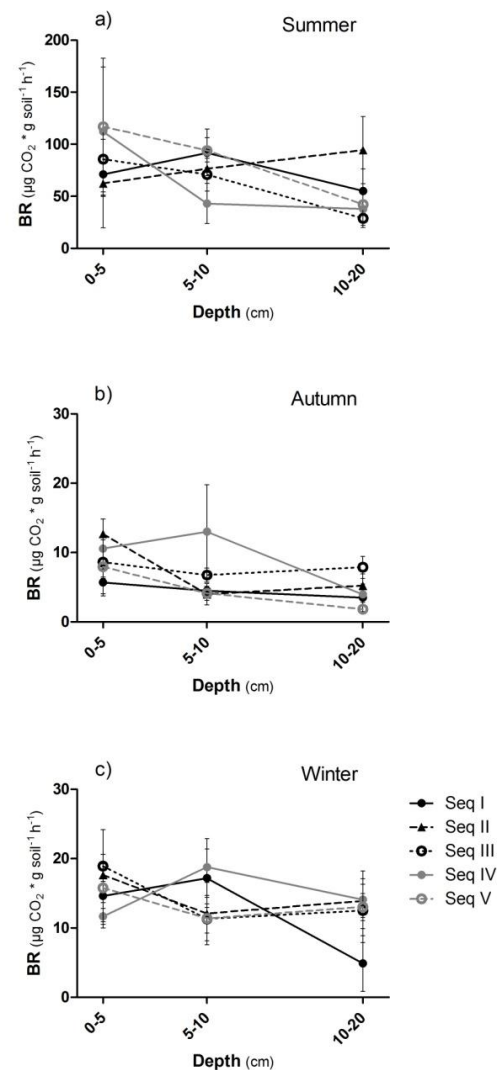 a) Summer
200
150
100
50
0
BR (µg CO₂ * g soil⁻¹ h⁻¹)
0-5 5-10 10-20
Depth (cm)
b) Autumn
30
20
10
0
BR (µg CO₂ * g soil⁻¹ h⁻¹)
0-5 5-10 10-20
Depth (cm)
c) Winter
30
20
10
0
BR (µg CO₂ * g soil⁻¹ h⁻¹)
0-5 5-10 10-20
Depth (cm)
Seq I
Seq II
Seq III
Seq IV
Seq V